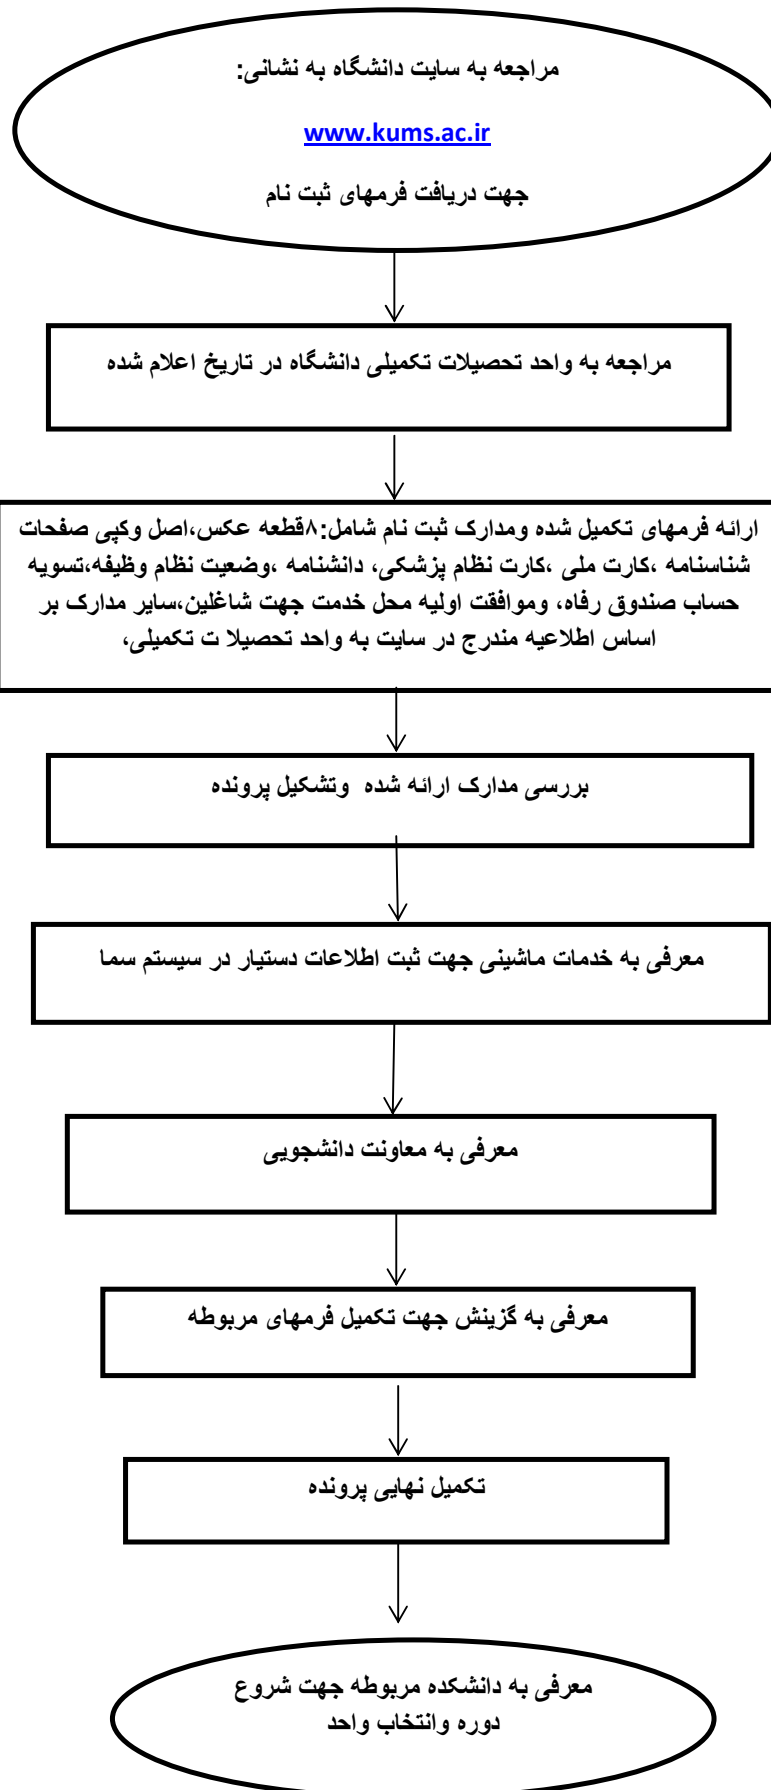 مراجعه به سایت دانشگاه به نشانی:
www.kums.ac.ir
جهت دریافت فرمهای ثبت نام
مراجعه به واحد تحصیلات تکمیلی دانشگاه در تاریخ اعلام شده
ارائه فرمهای تکمیل شده ومدارک ثبت نام شامل:۸قطعه عکس،اصل وکپی صفحات
شناسنامه ،کارت ملی ،کارت نظام پزشکی، دانشنامه ،وضعیت نظام وظیفه،تسویه
حساب صندوق رفاه، وموافقت اولیه محل خدمت جهت شاغلین،سایر مدارک بر
اساس اطلاعیه مندرج در سایت به واحد تحصیلا ت تکمیلی،
بررسی مدارک ارائه شده وتشکیل پرونده
معرفی به خدمات ماشینی جهت ثبت اطلاعات دستیار در سیستم سما
معرفی به معاونت دانشجویی
معرفی به گزینش جهت تکمیل فرمهای مربوطه
تکمیل نهایی پرونده
معرفی به دانشکده مربوطه جهت شروع
دوره وانتخاب واحد